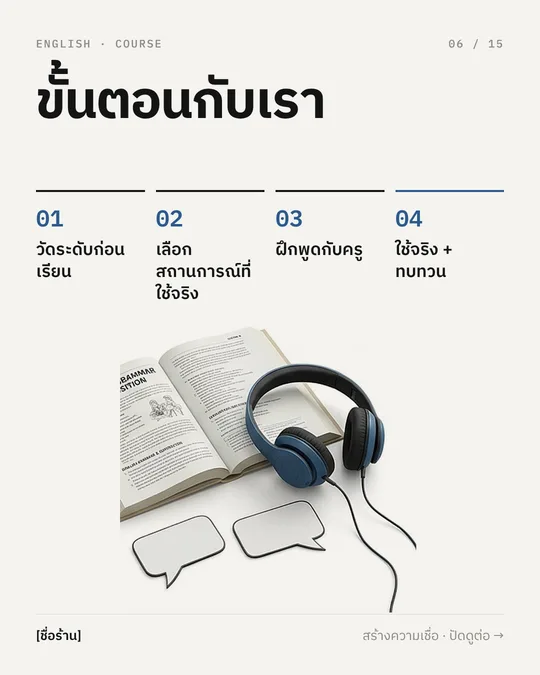 ENGLISH · COURSE
06 / 15
ขั้นตอนกับเรา
01
วัดระดับก่อน
เรียน
02
เลือก
สถานการณ์ที่
ใช้จริง
03
ฝึกพูดกับครู
04
ใช้จริง +
ทบทวน
[ชื่อร้าน]
สร้างความเชื่อ · ปัดดูต่อ →